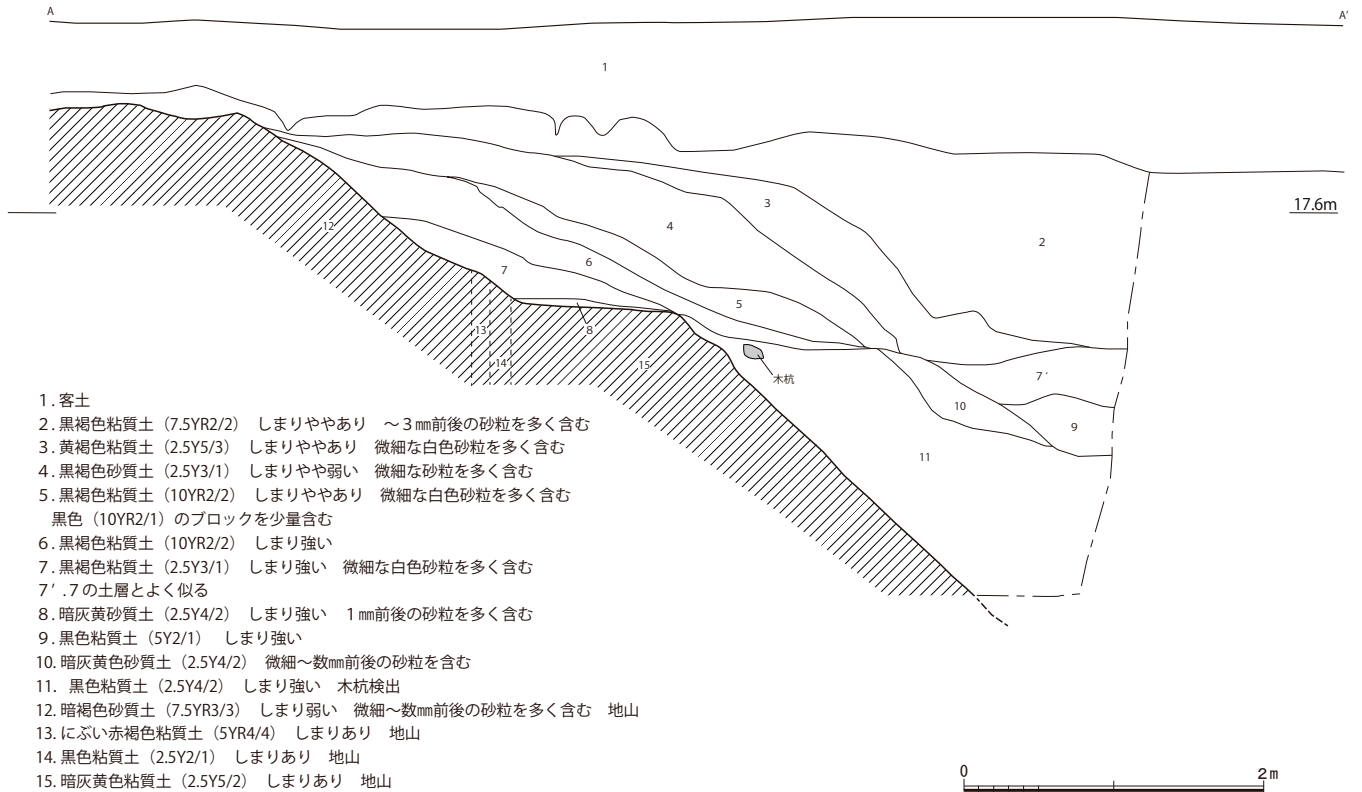 A
A′
1
3
17.6m
4
12
2
6
7
5
13
8
15
14
木杭
7′
10
9
11
1. 客土
2. 黒褐色粘質土（7.5YR2/2）　しまりややあり　～３㎜前後の砂粒を多く含む
3. 黄褐色粘質土（2.5Y5/3）　しまりややあり　微細な白色砂粒を多く含む
4. 黒褐色砂質土（2.5Y3/1）　しまりやや弱い　微細な砂粒を多く含む
5. 黒褐色粘質土（10YR2/2）　しまりややあり　微細な白色砂粒を多く含む
黒色（10YR2/1）のブロックを少量含む
6. 黒褐色粘質土（10YR2/2）　しまり強い
7. 黒褐色粘質土（2.5Y3/1）　しまり強い　微細な白色砂粒を多く含む
7′. 7の土層とよく似る
8. 暗灰黄砂質土（2.5Y4/2）　しまり強い　１㎜前後の砂粒を多く含む
9. 黒色粘質土（5Y2/1）　しまり強い
10. 暗灰黄色砂質土（2.5Y4/2）　微細～数㎜前後の砂粒を含む
11. 黒色粘質土（2.5Y4/2）　しまり強い　木杭検出
12. 暗褐色砂質土（7.5YR3/3）　しまり弱い　微細～数㎜前後の砂粒を多く含む　地山
13. にぶい赤褐色粘質土（5YR4/4）　しまりあり　地山
14. 黒色粘質土（2.5Y2/1）　しまりあり　地山
15. 暗灰黄色粘質土（2.5Y5/2）　しまりあり　地山
0 2m